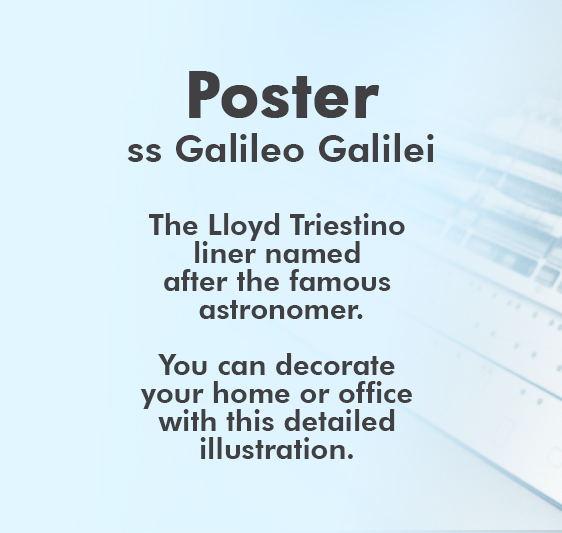 Poster
ss Galileo Galilei
The Lloyd Triestino
liner named
after the famous
astronomer.
You can decorate
your home or office
with this detailed
illustration.